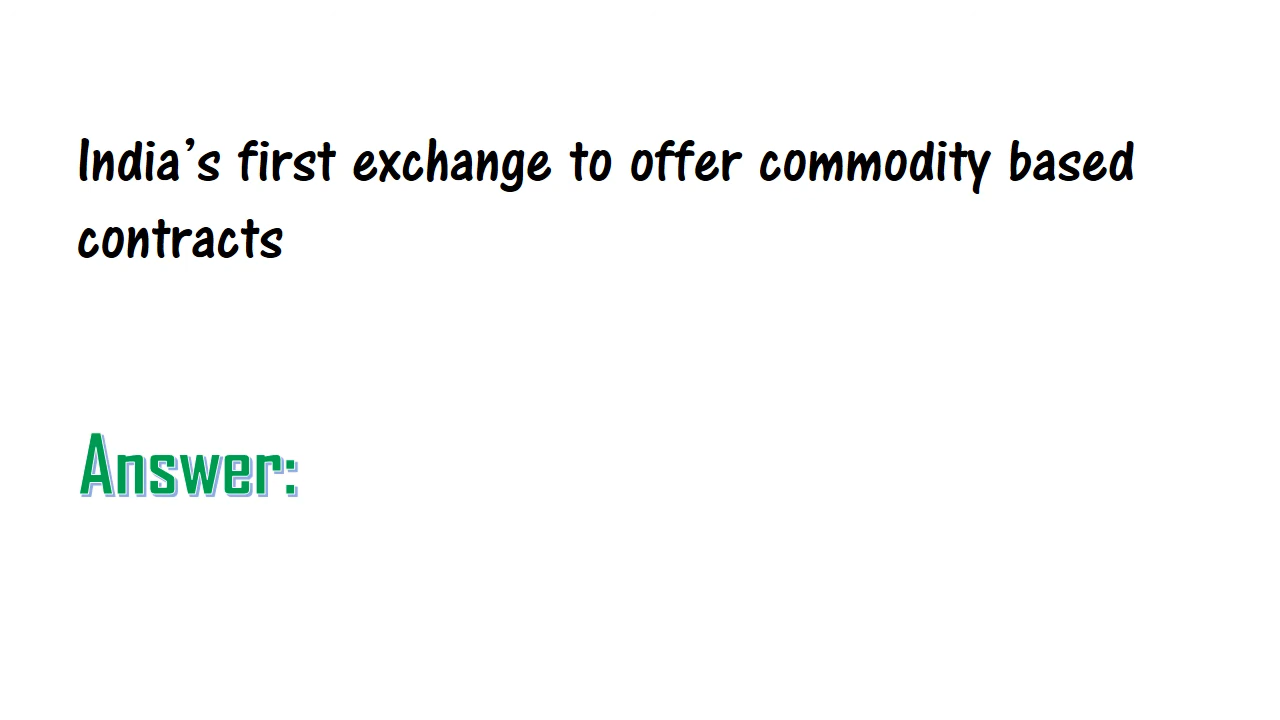 India’s first exchange to offer commodity based
contracts
Answer: